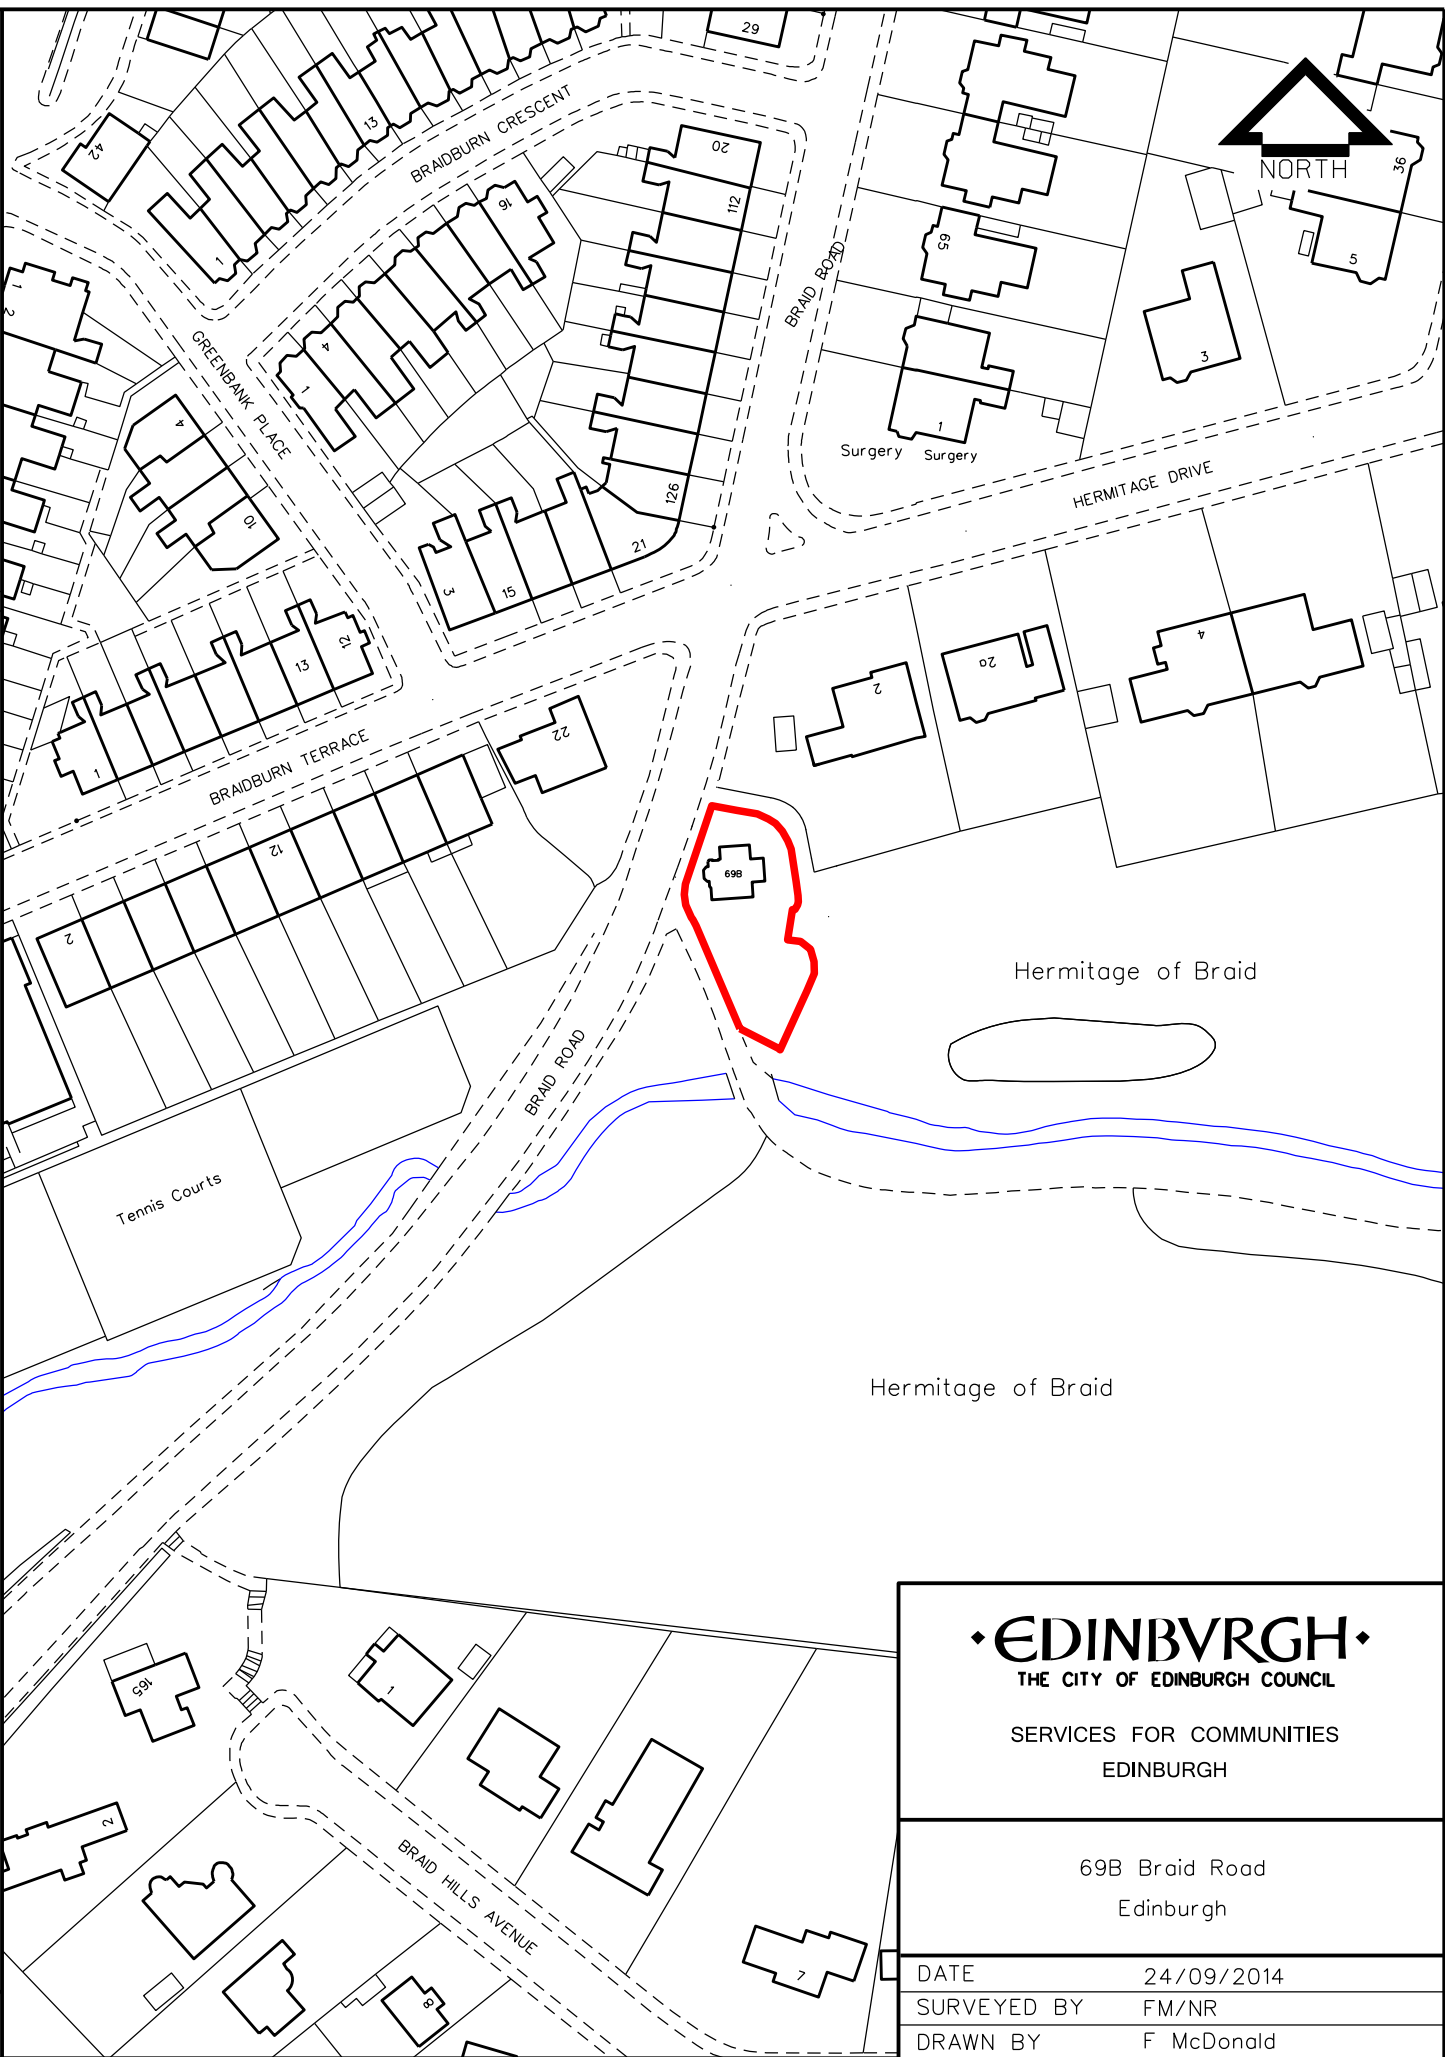 29
NORTH
42
13
BRAIDBURN CRESCENT
20
36
112
16
1
65
5
BRAID ROAD
1
2
GREENBANK PLACE
4
1
3
4
1
Surgery
Surgery
HERMITAGE DRIVE
126
10
21
3
15
12
13
4
2a
2
1
22
BRAIDBURN TERRACE
12
69B
2
Hermitage of Braid
BRAID ROAD
Tennis Courts
Hermitage of Braid
165
1
2
BRAID HILLS AVENUE
7
8
EDINBVRGH
THE CITY OF EDINBURGH COUNCIL
SERVICES FOR COMMUNITIES
EDINBURGH
69B Braid Road
Edinburgh
DATE 24/09/2014
SURVEYED BY FM/NR
DRAWN BY F McDonald